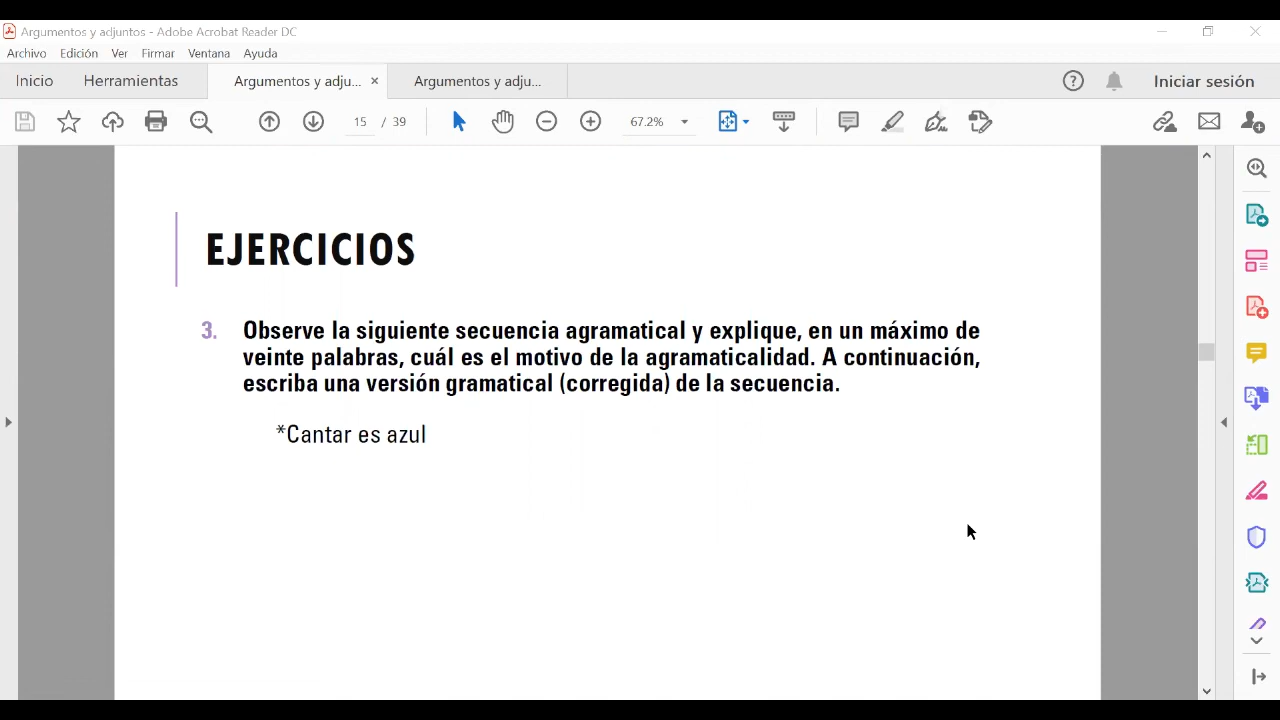 Argumentos y adjuntos - Adobe Acrobat Reader DC
Archivo Edición Ver Firmar Ventana Ayuda
Inicio Herramientas Argumentos y adju... × Argumentos y adju... Iniciar sesión
15 / 39 67.2%
EJERCICIOS
3. Observe la siguiente secuencia agramatical y explique, en un máximo de
veinte palabras, cuál es el motivo de la agramaticalidad. A continuación,
escriba una versión gramatical (corregida) de la secuencia.
*Cantar es azul